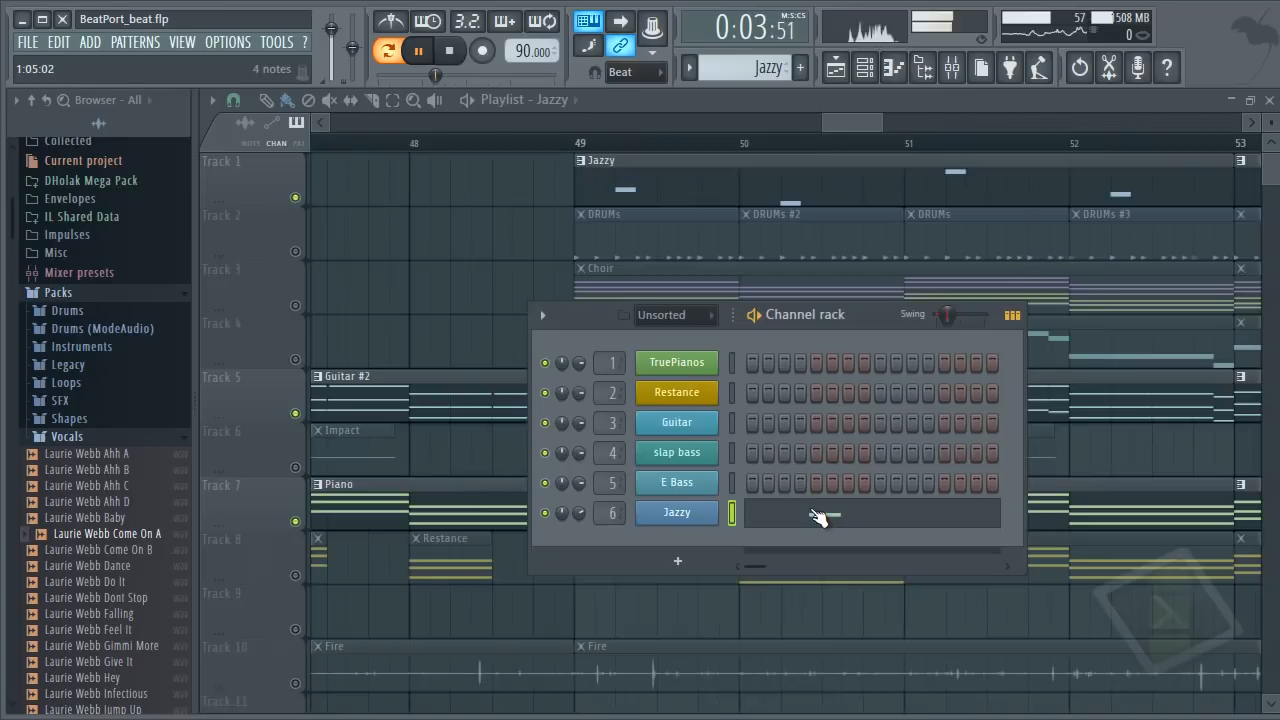 BeatPort_beat.flp
FILE EDIT ADD PATTERNS VIEW OPTIONS TOOLS ?
1:05:02 4 notes
3.2.
90.000
Beat
0:03:51 M:S:CS
Jazzy
57 508 MB
0
Browser - All
Playlist - Jazzy
NOTE CHAN PAT
48 49 50 51 52 53
Collected
Current project
DHolak Mega Pack
Envelopes
IL Shared Data
Impulses
Misc
Mixer presets
Packs
Drums
Drums (ModeAudio)
Instruments
Legacy
Loops
SFX
Shapes
Vocals
Laurie Webb Ahh A
Laurie Webb Ahh B
Laurie Webb Ahh C
Laurie Webb Ahh D
Laurie Webb Baby
Laurie Webb Come On A
Laurie Webb Come On B
Laurie Webb Dance
Laurie Webb Do It
Laurie Webb Dont Stop
Laurie Webb Falling
Laurie Webb Feel It
Laurie Webb Gimmi More
Laurie Webb Give It
Laurie Webb Hey
Laurie Webb Infectious
Laurie Webb Jump Up
Track 1 Jazzy
Track 2 DRUMs DRUMs #2 DRUMs DRUMs #3
Track 3 Choir
Track 4
Track 5 Guitar #2
Track 6 Impact
Track 7 Piano
Track 8 Restance
Track 9
Track 10 Fire Fire
Track 11
Unsorted Channel rack Swing
1 TruePianos
2 Restance
3 Guitar
4 slap bass
5 E Bass
6 Jazzy
+